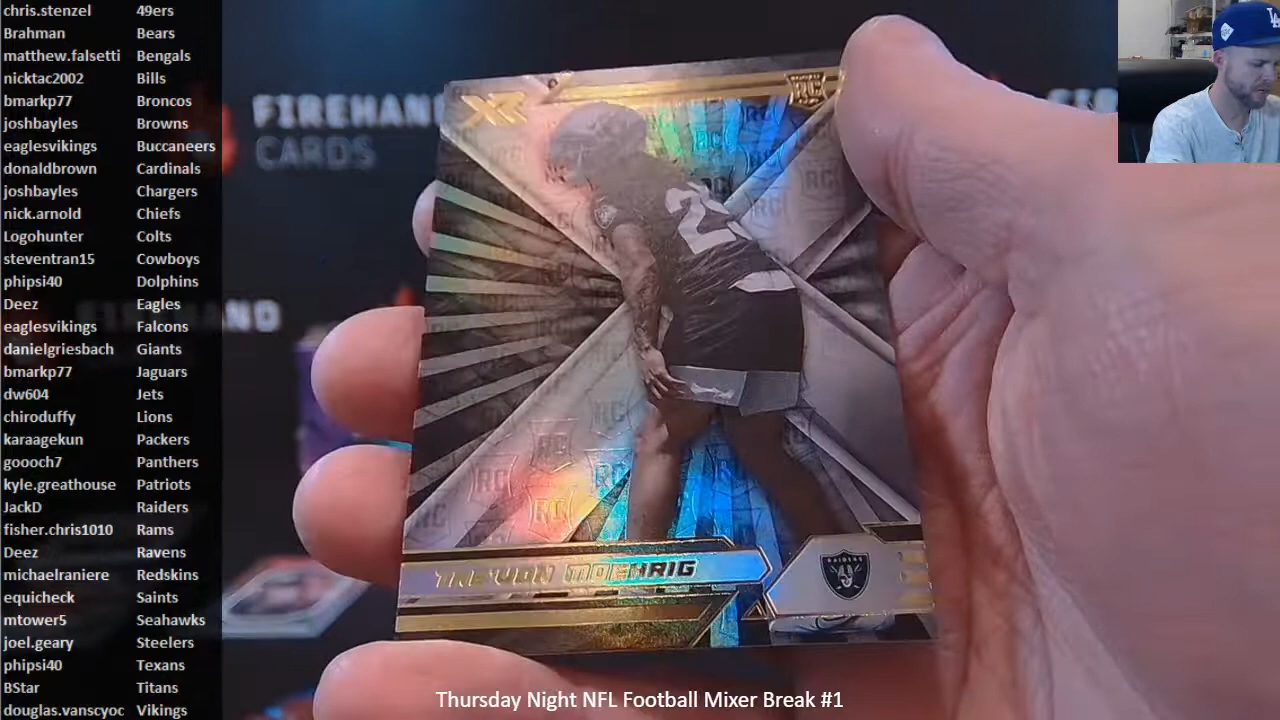 chris.stenzel 49ers
Brahman Bears
matthew.falsetti Bengals
nicktac2002 Bills
bmarkp77 Broncos
joshbayles Browns
eaglesvikings Buccaneers
donaldbrown Cardinals
joshbayles Chargers
nick.arnold Chiefs
Logohunter Colts
steventran15 Cowboys
phipsi40 Dolphins
Deez Eagles
eaglesvikings Falcons
danielgriesbach Giants
bmarkp77 Jaguars
dw604 Jets
chiroduffy Lions
karaagekun Packers
goooch7 Panthers
kyle.greathouse Patriots
JackD Raiders
fisher.chris1010 Rams
Deez Ravens
michaelraniere Redskins
equicheck Saints
mtower5 Seahawks
joel.geary Steelers
phipsi40 Texans
BStar Titans
douglas.vanscyoc Vikings
FIREHAND
CARDS
XR
RC
TRE'VON MOEHRIG
RAIDERS
Thursday Night NFL Football Mixer Break #1